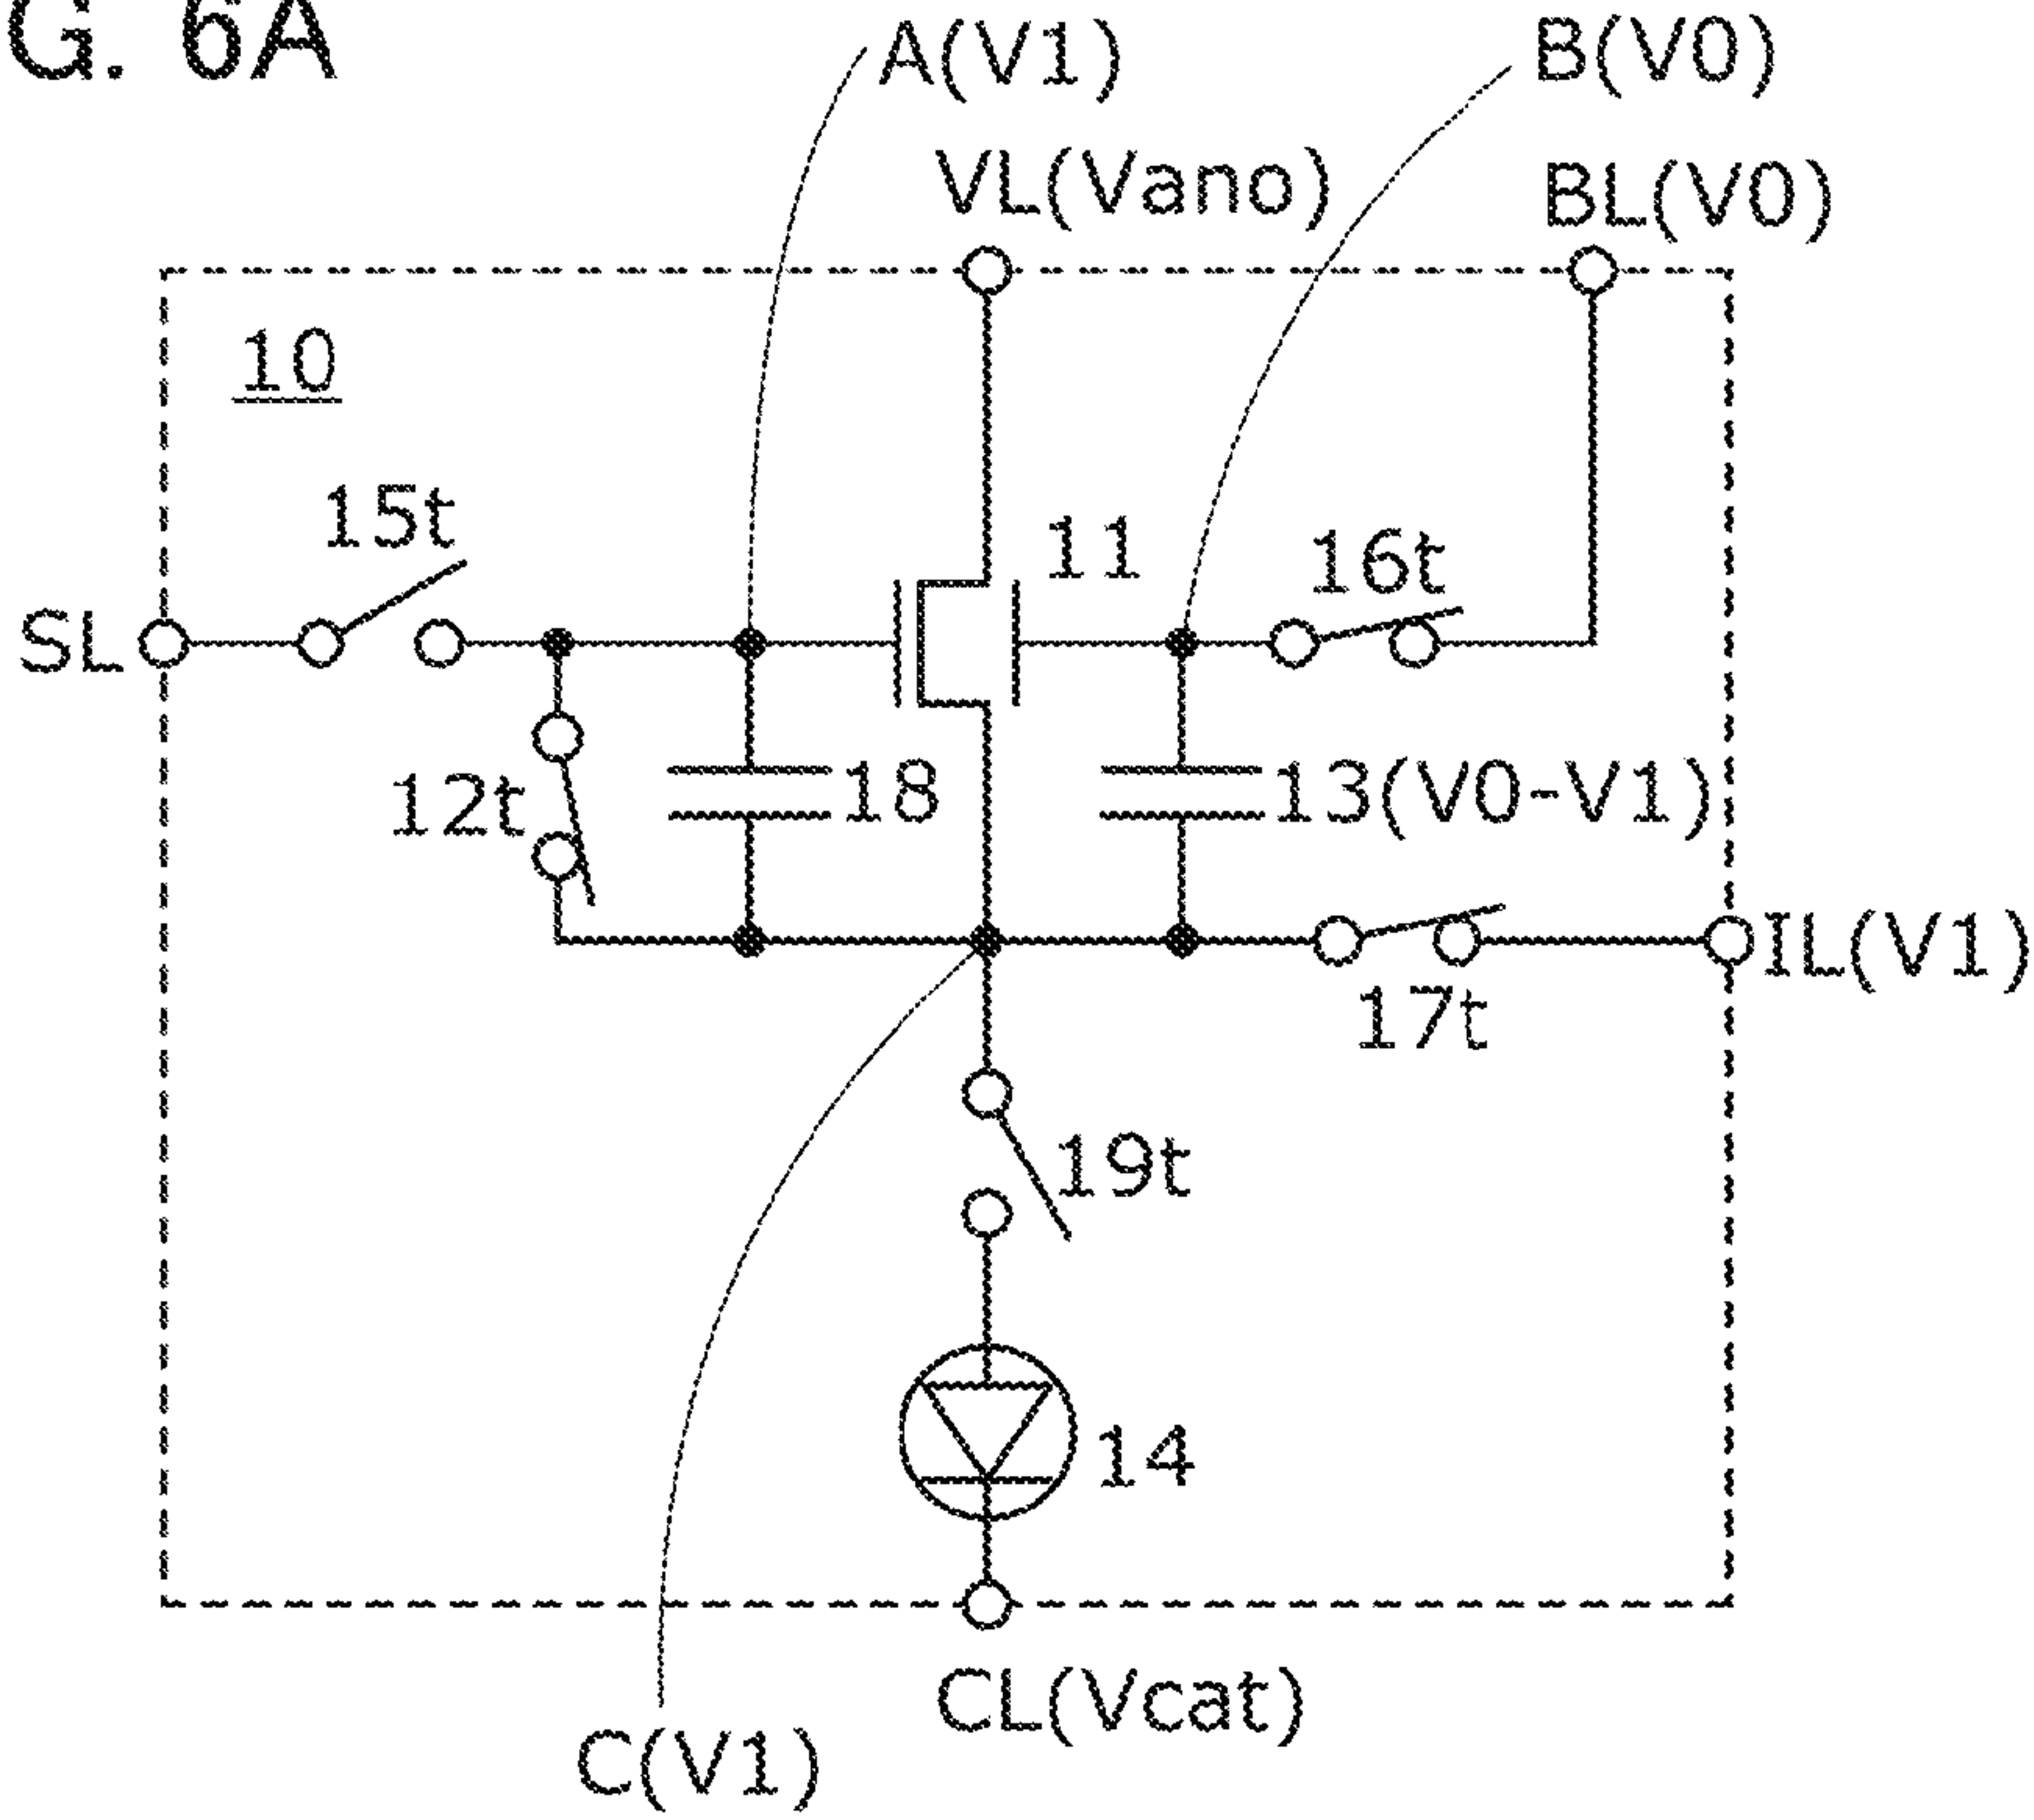 G. 6A
A(V1)
B(V0)
VL(Vano)
BL(V0)
10
15t
11
16t
SL
12t
18
13(V0-V1)
IL(V1)
17t
19t
14
CL(Vcat)
C(V1)